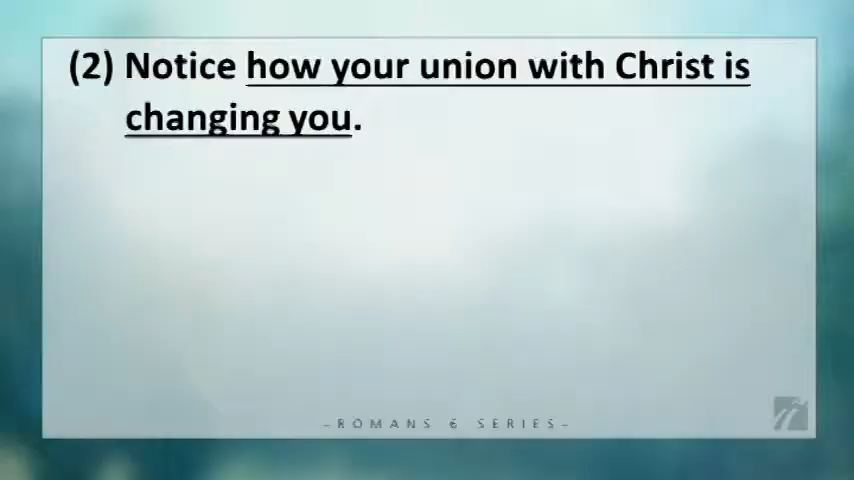 (2) Notice how your union with Christ is
changing you.
–ROMANS 6 SERIES–